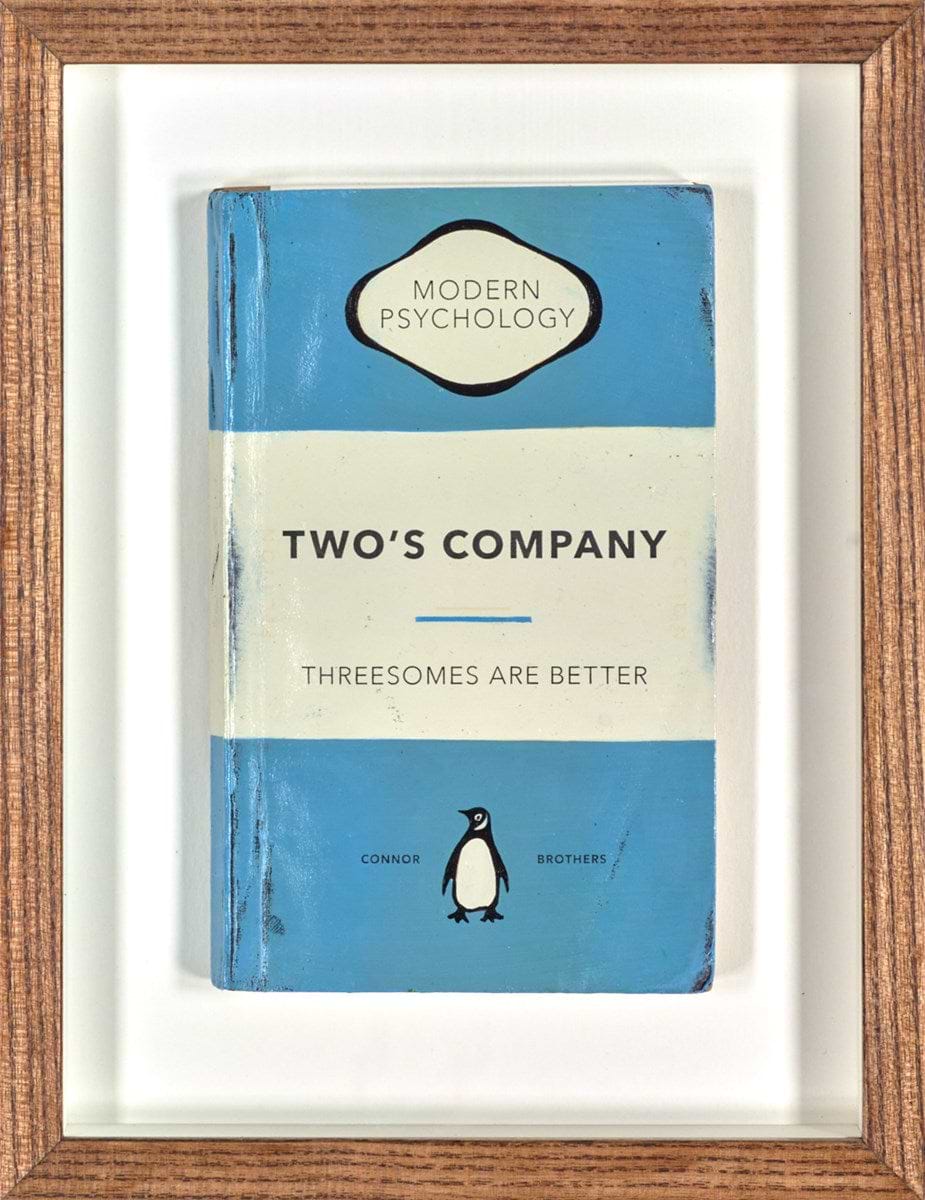 MODERN
PSYCHOLOGY
TWO'S COMPANY
THREESOMES ARE BETTER
CONNOR BROTHERS